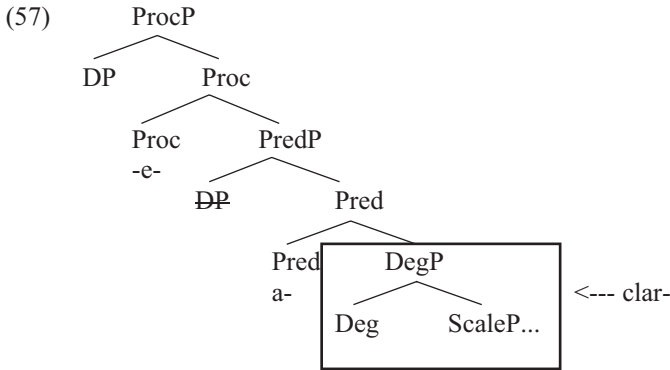 (57) ProcP
DP Proc
Proc PredP
-e-
DP Pred
Pred DegP
a- <--- clar-
Deg ScaleP...